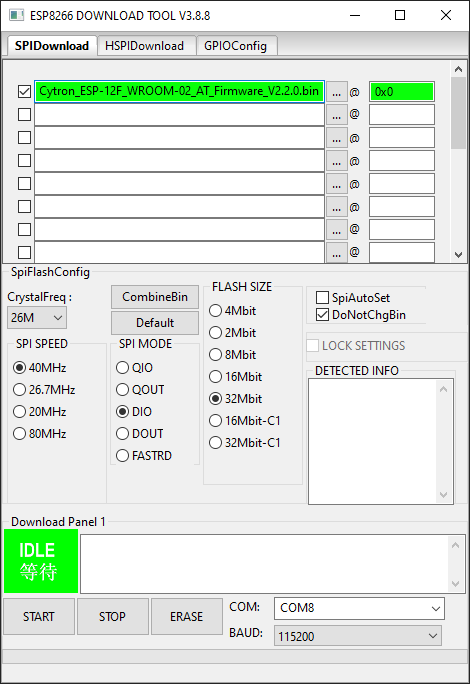 ESP8266 DOWNLOAD TOOL V3.8.8
SPIDownload HSPIDownload GPIOConfig
Cytron_ESP-12F_WROOM-02_AT_Firmware_V2.2.0.bin ... @ 0x0
... @
... @
... @
... @
... @
... @
... @
SpiFlashConfig
CrystalFreq :
26M
CombineBin
Default
SPI SPEED
40MHz
26.7MHz
20MHz
80MHz
SPI MODE
QIO
QOUT
DIO
DOUT
FASTRD
FLASH SIZE
4Mbit
2Mbit
8Mbit
16Mbit
32Mbit
16Mbit-C1
32Mbit-C1
SpiAutoSet
DoNotChgBin
LOCK SETTINGS
DETECTED INFO
Download Panel 1
IDLE
等待
START STOP ERASE
COM: COM8
BAUD: 115200